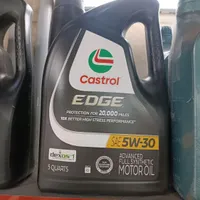 Castrol
EDGE
PROTECTION FOR 20,000 MILES
BETTER HIGH STRESS PERFORMANCE
SAE 5W-30
dexos1
ADVANCED
FULL SYNTHETIC
MOTOR OIL
5 QUARTS